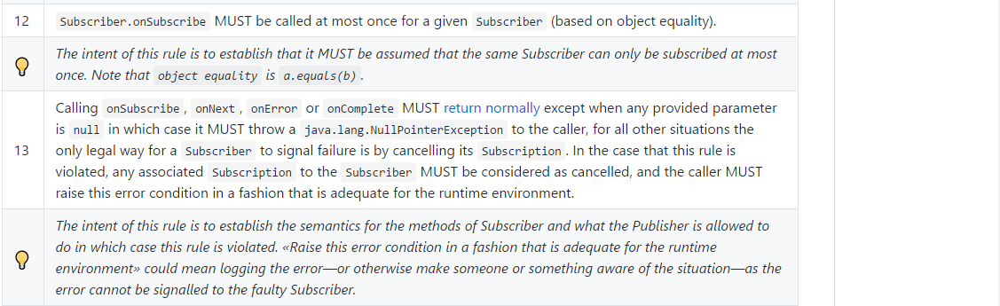 12 Subscriber.onSubscribe MUST be called at most once for a given Subscriber (based on object equality).
The intent of this rule is to establish that it MUST be assumed that the same Subscriber can only be subscribed at most
once. Note that object equality is a.equals(b).
Calling onSubscribe, onNext, onError or onComplete MUST return normally except when any provided parameter
is null in which case it MUST throw a java.lang.NullPointerException to the caller, for all other situations the
13 only legal way for a Subscriber to signal failure is by cancelling its Subscription. In the case that this rule is
violated, any associated Subscription to the Subscriber MUST be considered as cancelled, and the caller MUST
raise this error condition in a fashion that is adequate for the runtime environment.
The intent of this rule is to establish the semantics for the methods of Subscriber and what the Publisher is allowed to
do in which case this rule is violated. «Raise this error condition in a fashion that is adequate for the runtime
environment» could mean logging the error—or otherwise make someone or something aware of the situation—as the
error cannot be signalled to the faulty Subscriber.